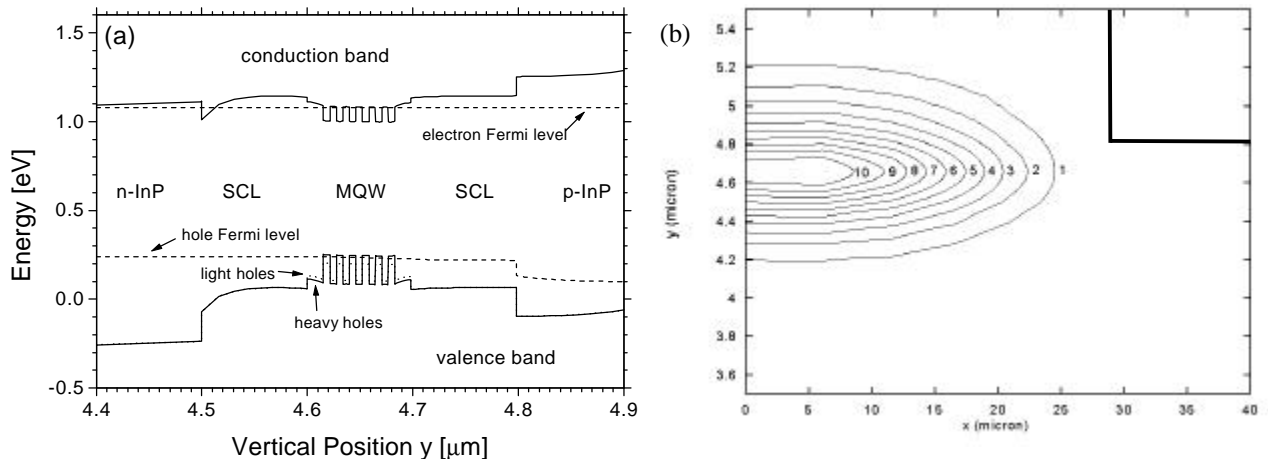 (a)
conduction band
electron Fermi level
n-InP SCL MQW SCL p-InP
hole Fermi level
light holes
heavy holes
valence band
1.5
1.0
0.5
0.0
-0.5
Energy [eV]
4.4 4.5 4.6 4.7 4.8 4.9
Vertical Position y [μm]
(b)
5.4
5.2
5
4.8
4.6
4.4
4.2
4
3.8
3.6
y (micron)
10 9 8 7 6 5 4 3 2 1
0 5 10 15 20 25 30 35 40
x (micron)